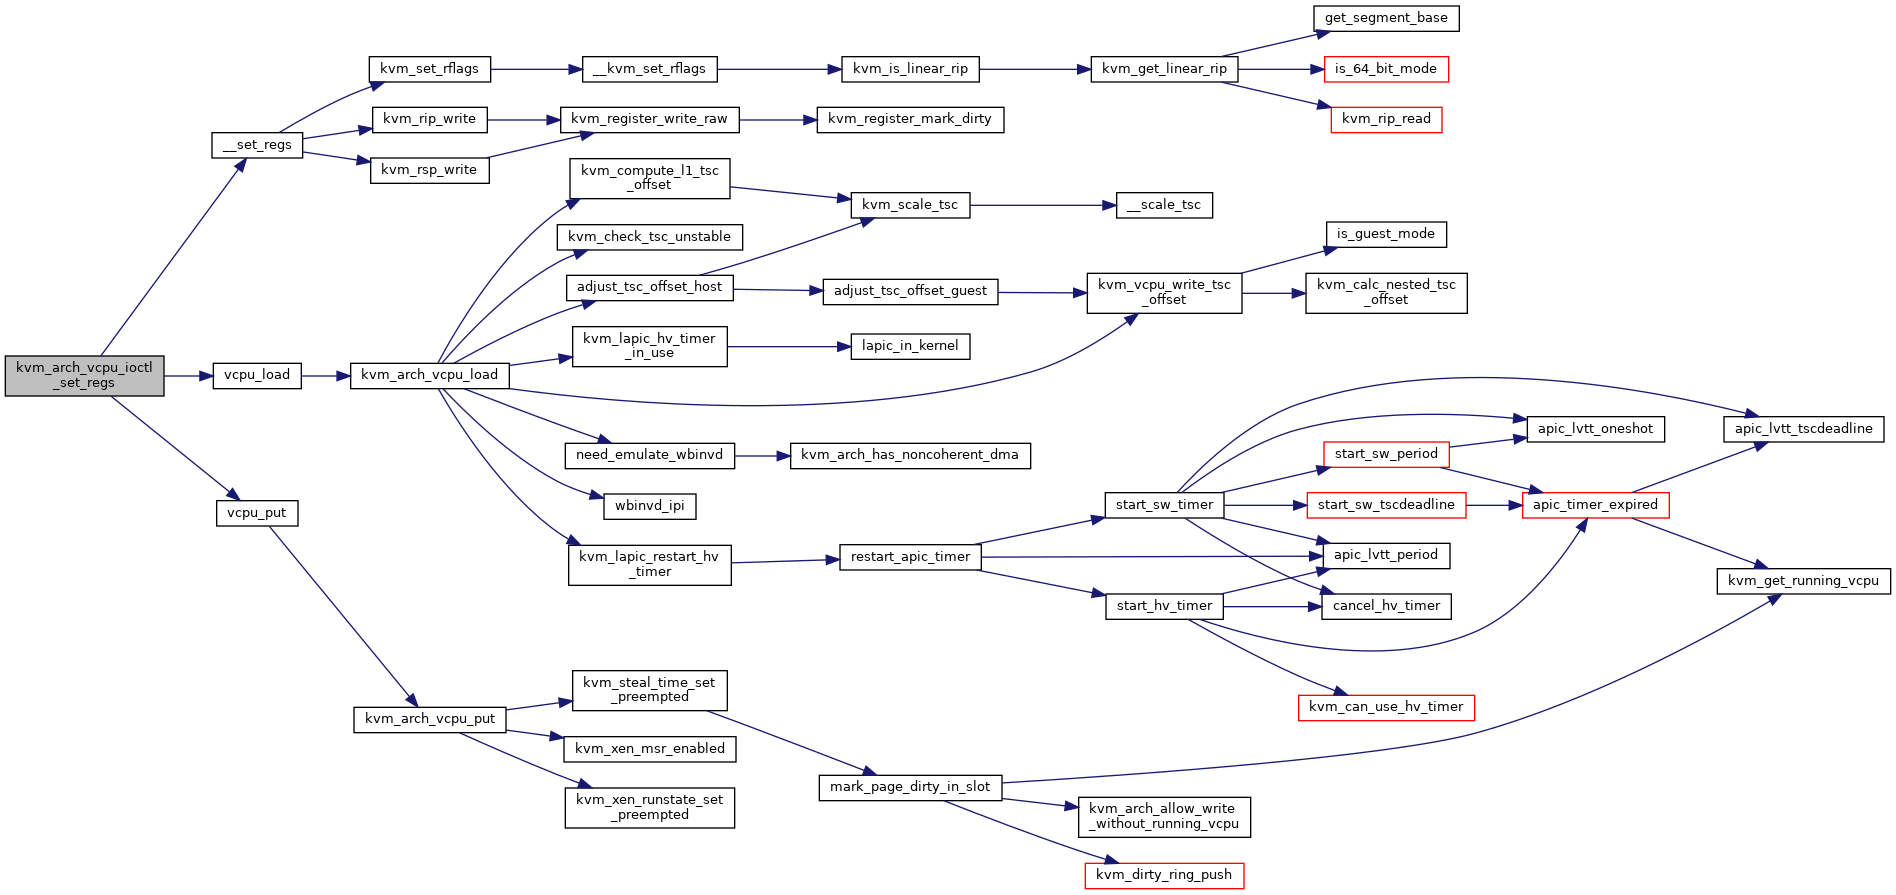 kvm_arch_vcpu_ioctl
_set_regs
__set_regs
vcpu_load
vcpu_put
kvm_set_rflags
kvm_rip_write
kvm_rsp_write
kvm_arch_vcpu_load
kvm_arch_vcpu_put
__kvm_set_rflags
kvm_register_write_raw
kvm_compute_l1_tsc
_offset
kvm_check_tsc_unstable
adjust_tsc_offset_host
kvm_lapic_hv_timer
_in_use
need_emulate_wbinvd
wbinvd_ipi
kvm_lapic_restart_hv
_timer
kvm_steal_time_set
_preempted
kvm_xen_msr_enabled
kvm_xen_runstate_set
_preempted
kvm_is_linear_rip
kvm_register_mark_dirty
kvm_scale_tsc
adjust_tsc_offset_guest
lapic_in_kernel
kvm_arch_has_noncoherent_dma
restart_apic_timer
mark_page_dirty_in_slot
kvm_get_linear_rip
__scale_tsc
kvm_vcpu_write_tsc
_offset
start_sw_timer
start_hv_timer
kvm_arch_allow_write
_without_running_vcpu
kvm_dirty_ring_push
get_segment_base
is_64_bit_mode
kvm_rip_read
is_guest_mode
kvm_calc_nested_tsc
_offset
start_sw_period
start_sw_tscdeadline
apic_lvtt_period
cancel_hv_timer
kvm_can_use_hv_timer
apic_lvtt_oneshot
apic_timer_expired
apic_lvtt_tscdeadline
kvm_get_running_vcpu